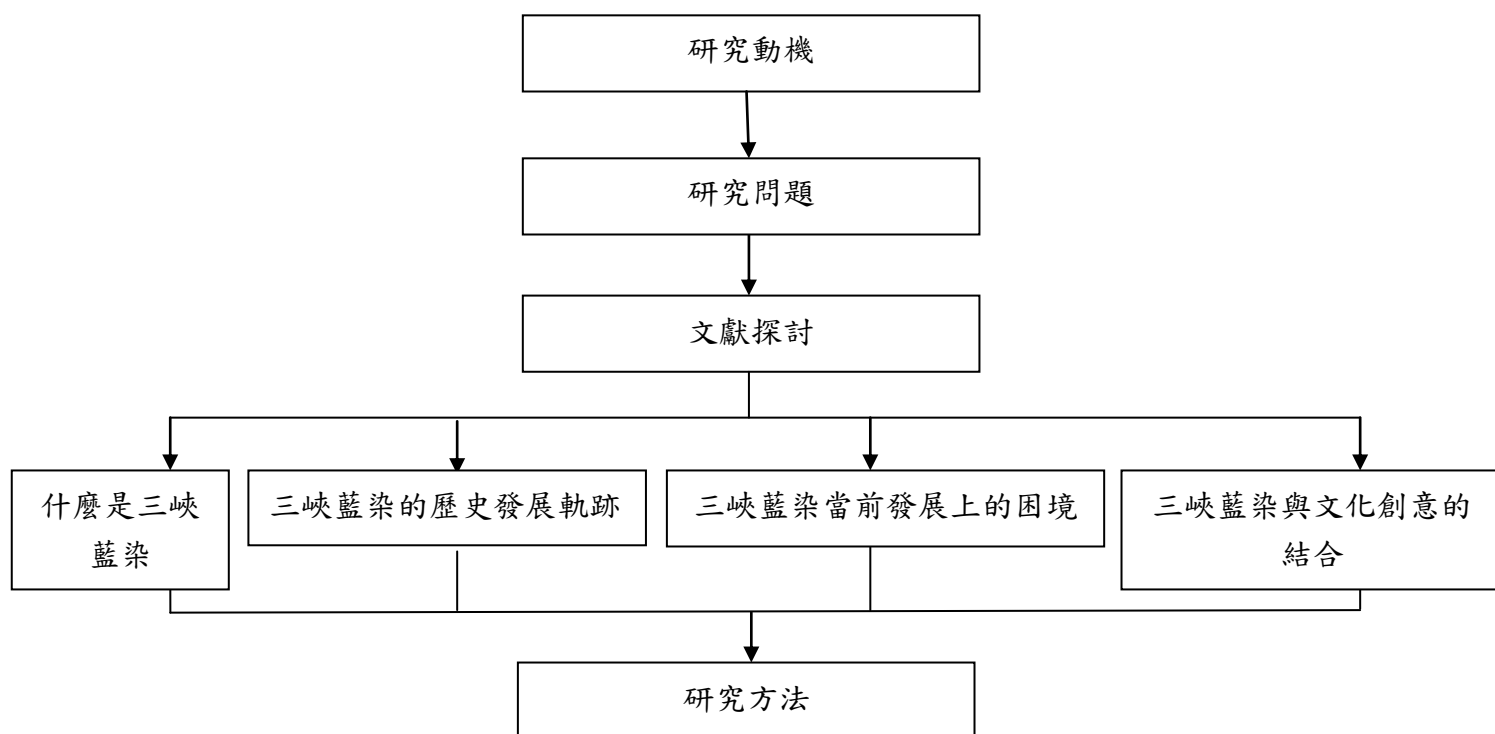 研究動機
研究問題
文獻探討
什麼是三峽
藍染
三峽藍染的歷史發展軌跡
三峽藍染當前發展上的困境
三峽藍染與文化創意的
結合
研究方法